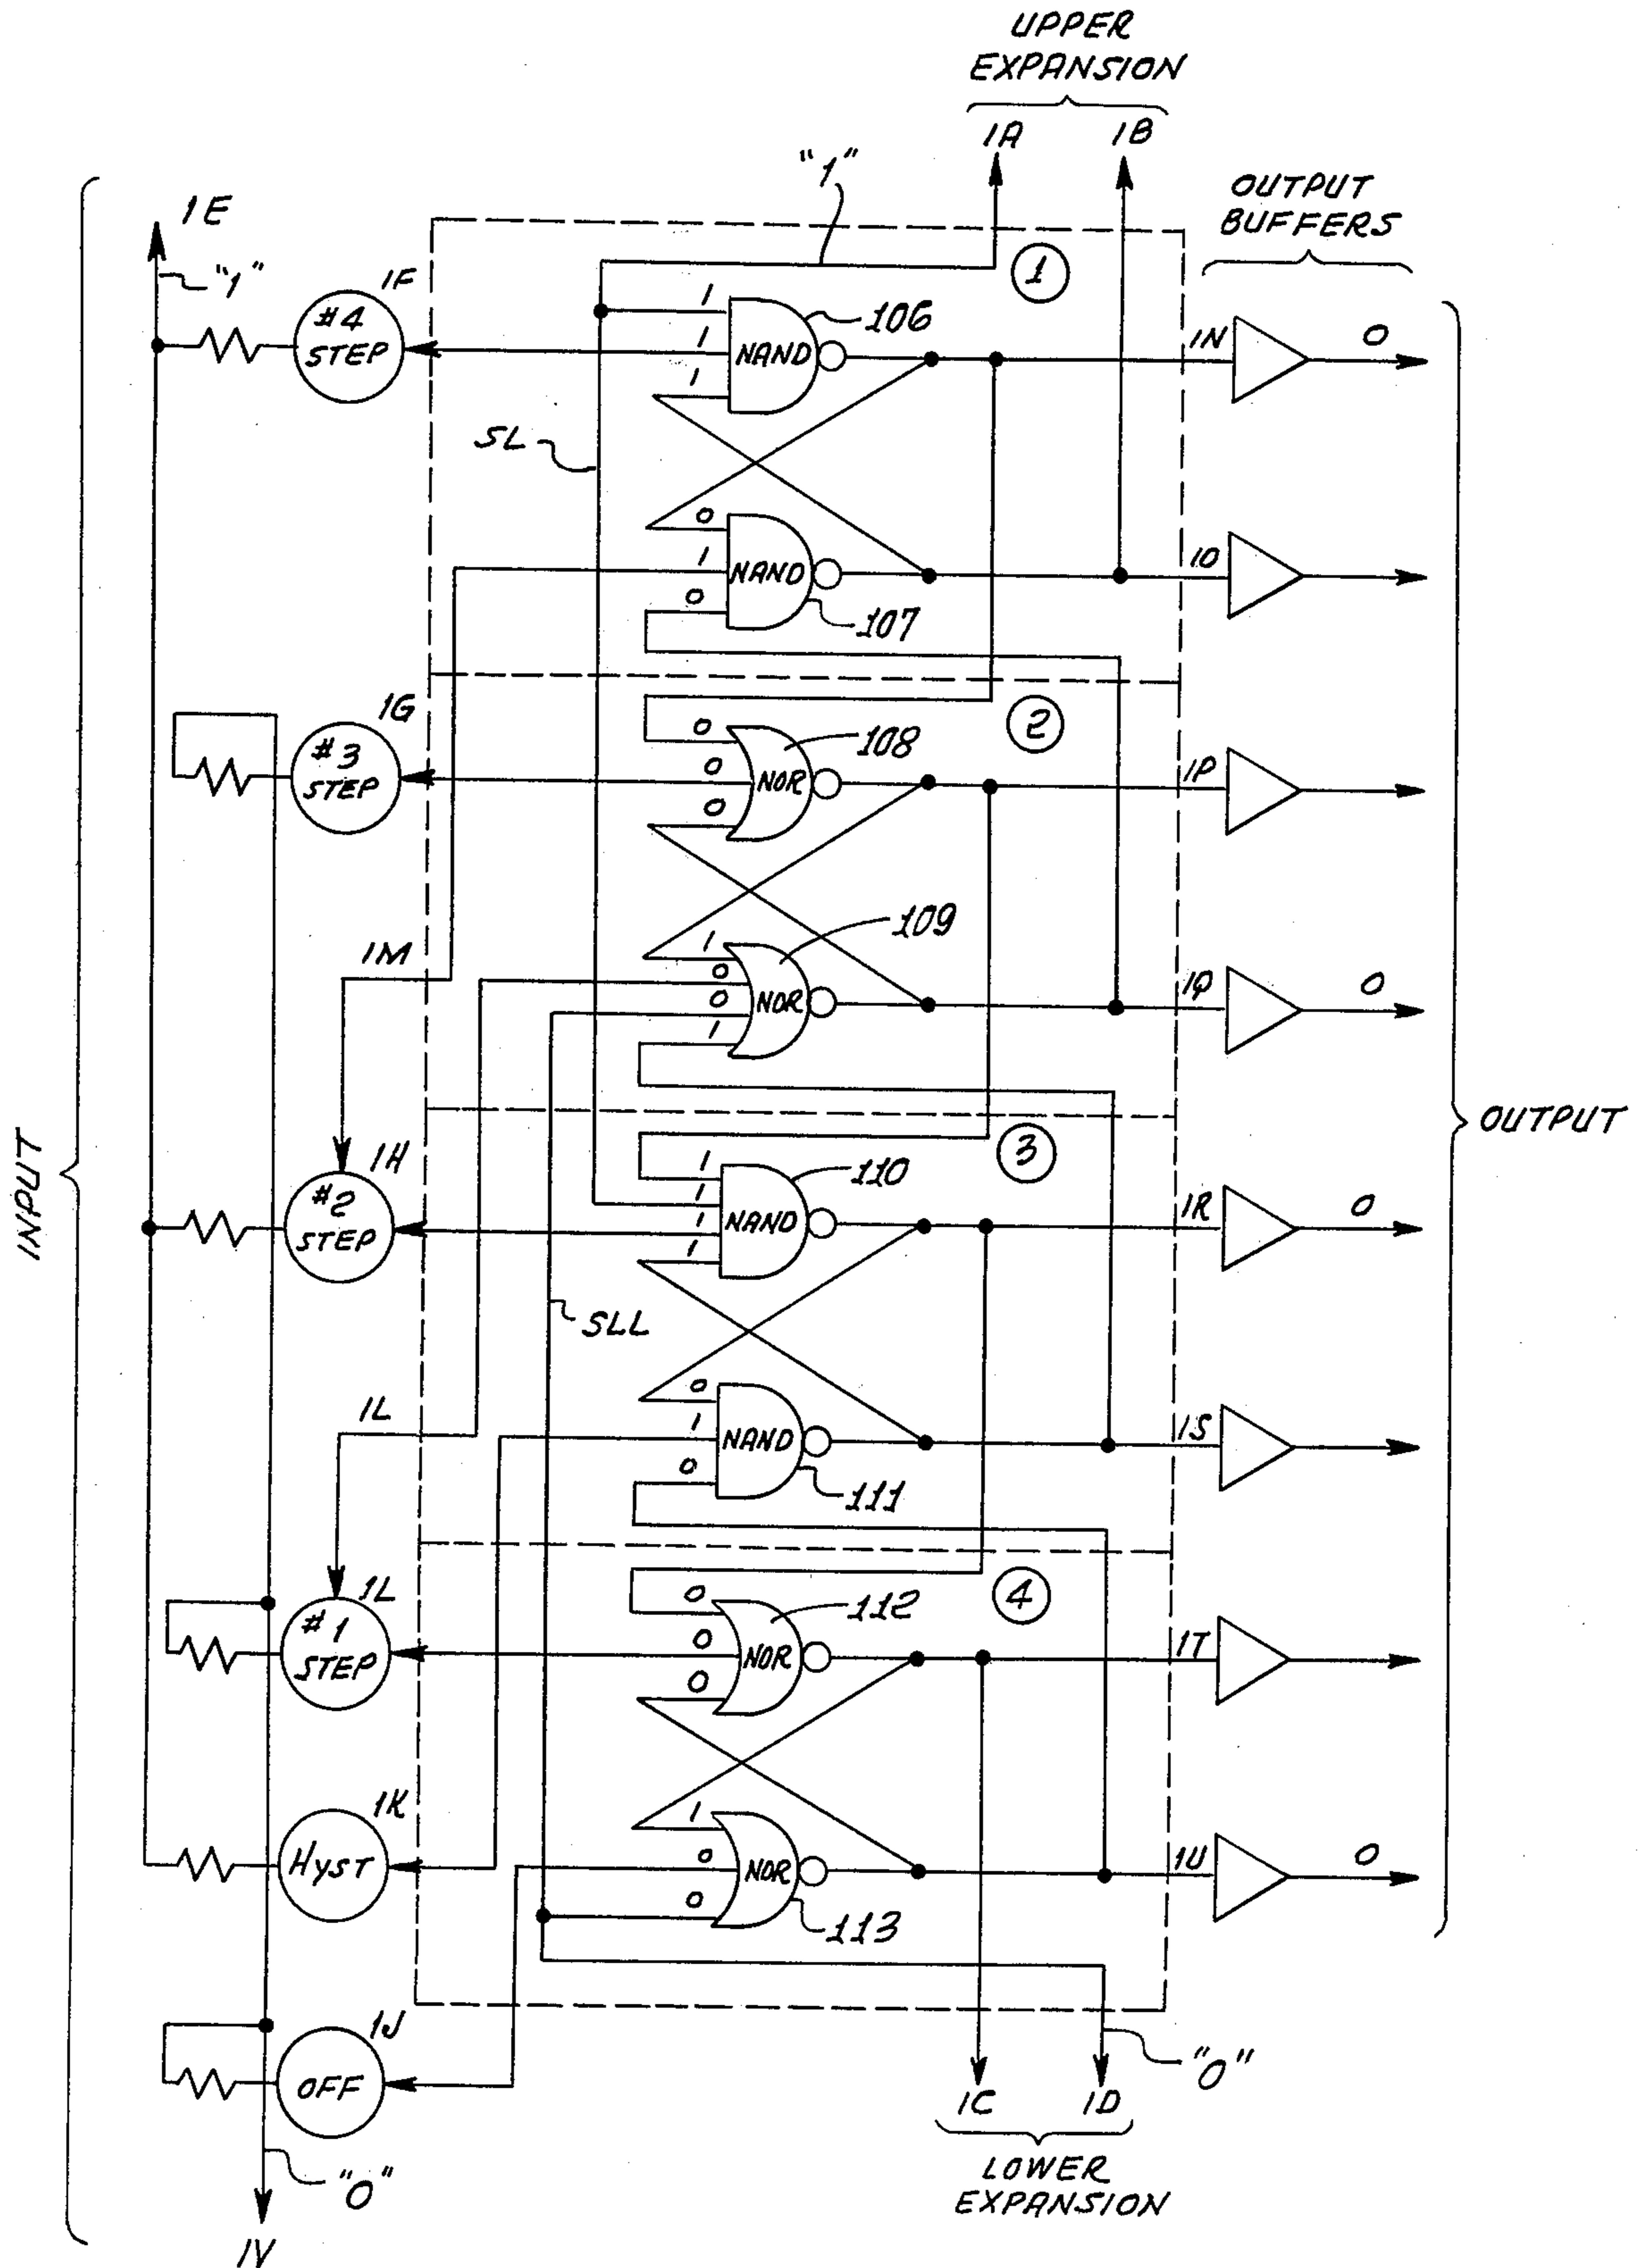 UPPER
EXPANSION
1A 1B
"1"
OUTPUT
BUFFERS
1E
"1"
1F
#4
STEP
1
1
1
1
NAND
106
1N
0
SL
0
1
0
NAND
107
1O
2
1G
#3
STEP
0
0
0
NOR
108
1P
1M
1
0
0
1
NOR
109
1Q
0
INPUT
OUTPUT
3
1H
#2
STEP
1
1
1
1
NAND
110
1R
0
SLL
1L
0
1
0
NAND
111
1S
4
1L
#1
STEP
0
0
0
NOR
112
1T
1K
HYST
1
0
0
NOR
113
1U
0
1J
OFF
"0"
1C 1D
LOWER
EXPANSION
"0"
1V